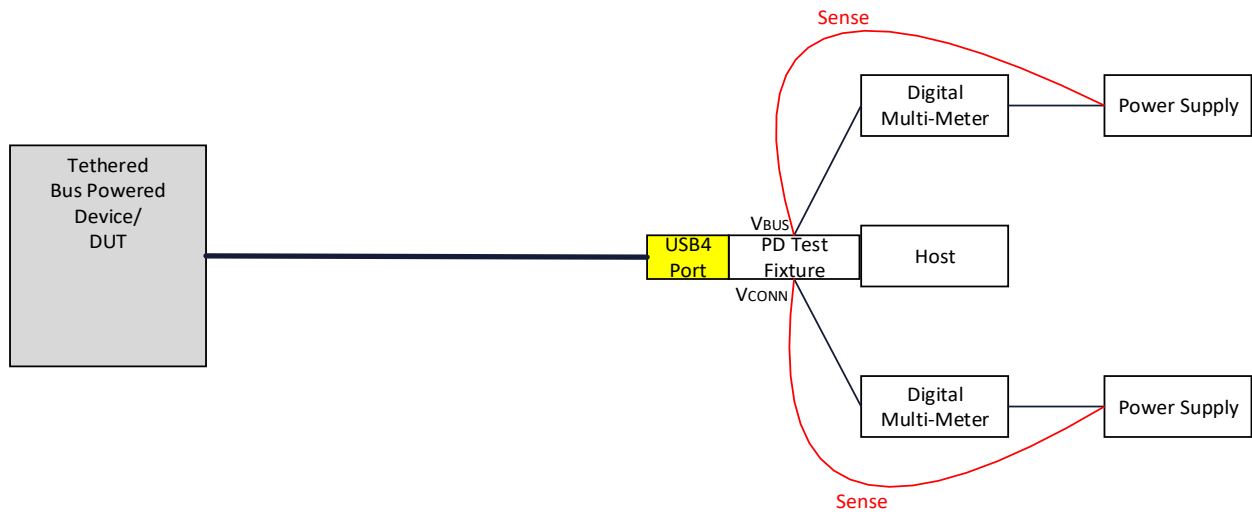 Sense
Digital
Multi-Meter
Power Supply
Tethered
Bus Powered
Device/
DUT
VBUS
USB4
Port
PD Test
Fixture
Host
VCONN
Digital
Multi-Meter
Power Supply
Sense